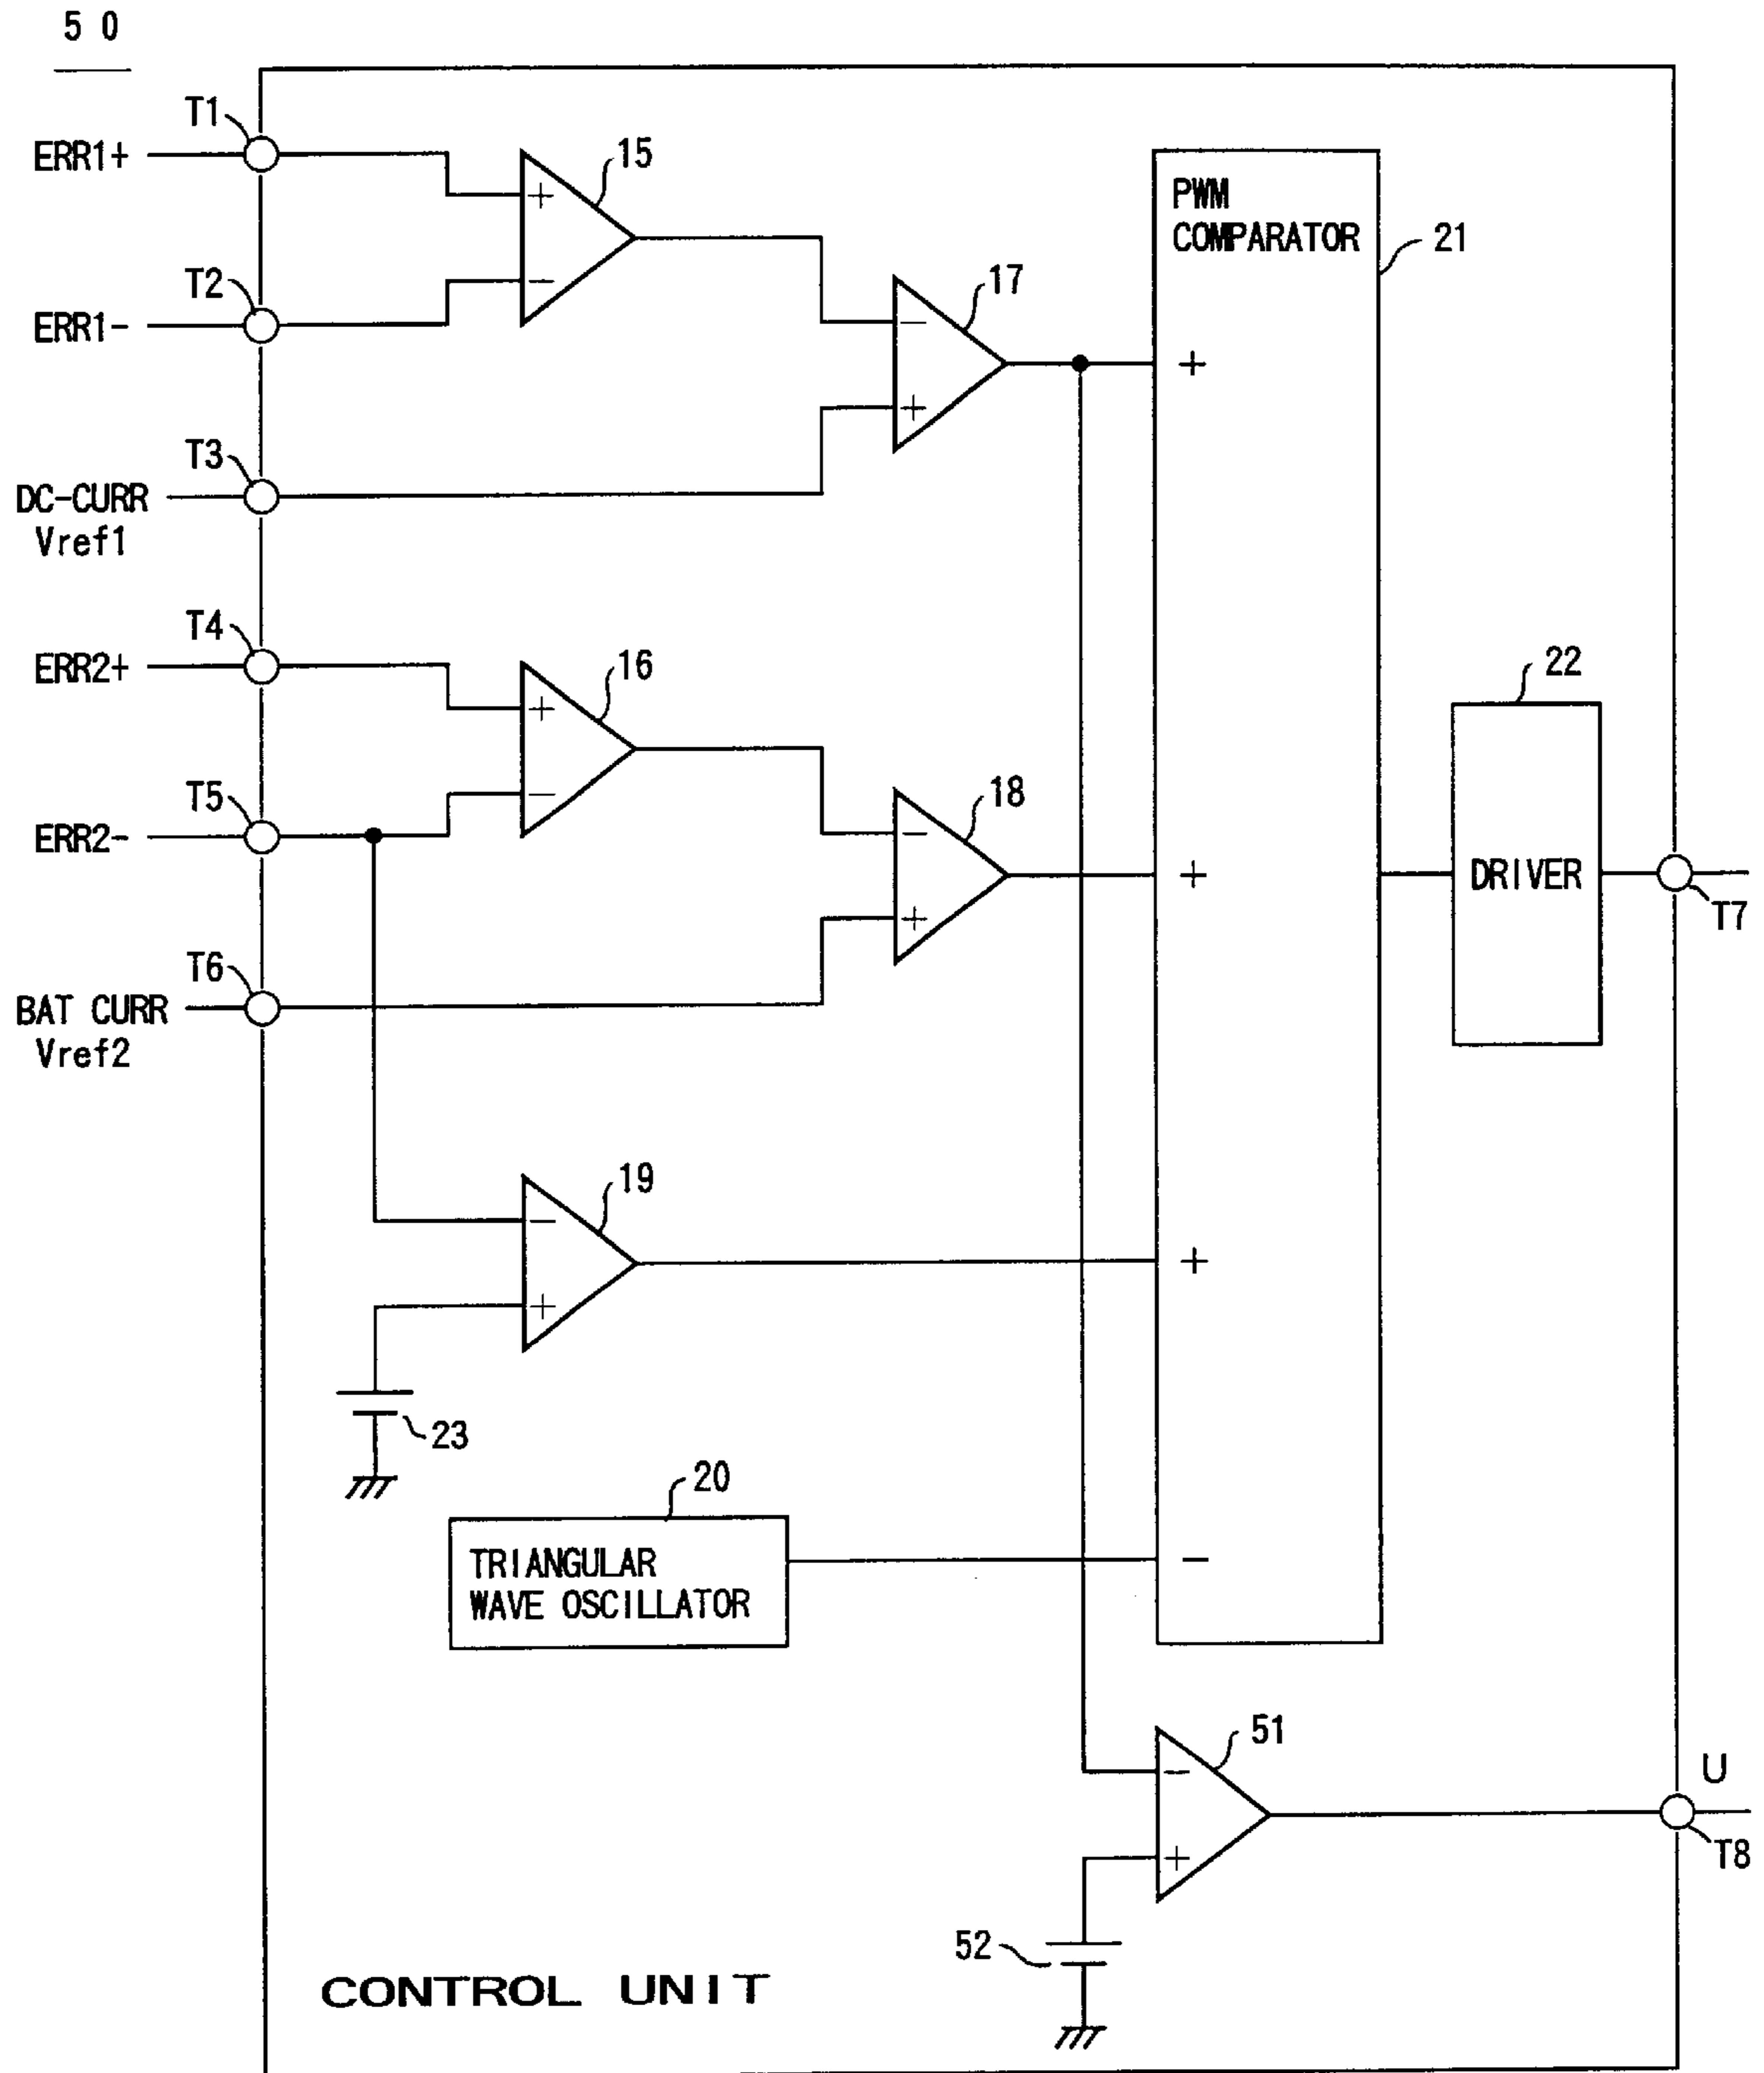 5 0
T1
ERR1+
15
PWM
COMPARATOR
21
+
−
T2
ERR1-
17
−
+
+
T3
DC-CURR
Vref1
T4
ERR2+
16
22
+
−
T5
ERR2-
18
−
+
+
DRIVER
T7
T6
BAT CURR
Vref2
19
−
+
+
23
20
TRIANGULAR
WAVE OSCILLATOR
−
51
−
+
U
T8
52
CONTROL UNIT